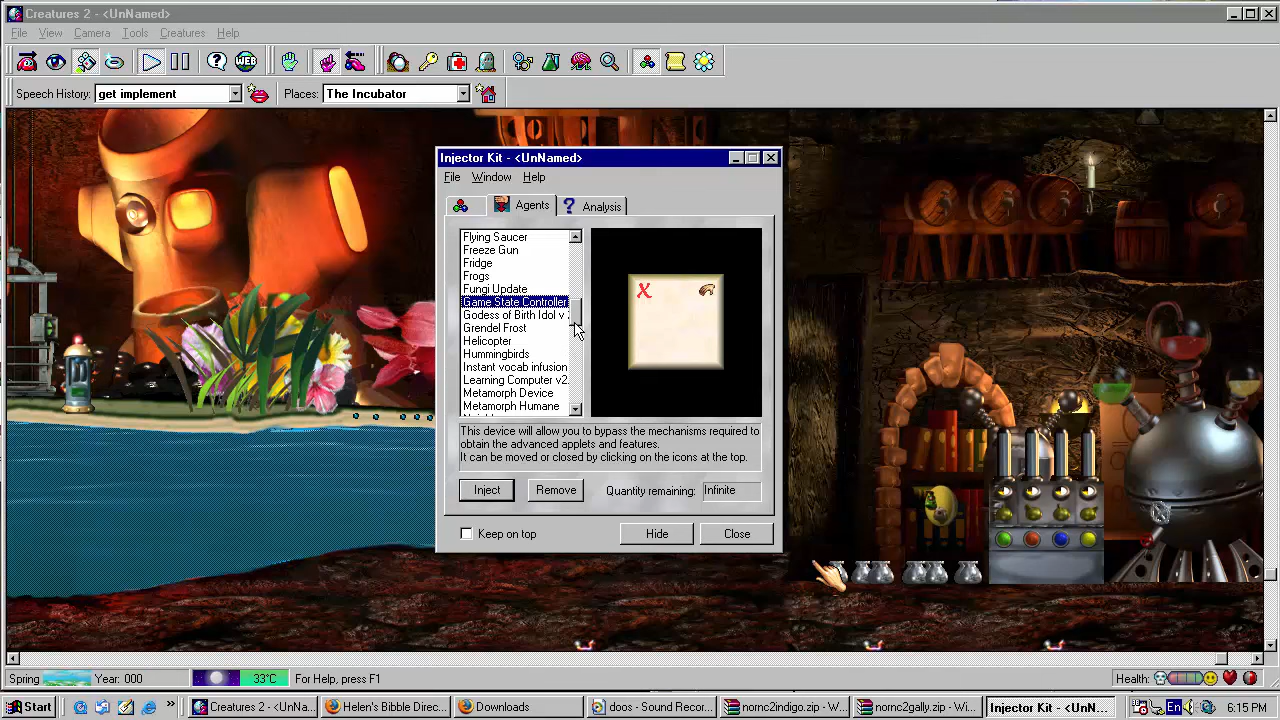 Creatures 2 - <UnNamed>
File View Camera Tools Creatures Help
WEB
Speech History: get implement Places: The Incubator
Injector Kit - <UnNamed>
File Window Help
Agents ? Analysis
Flying Saucer
Freeze Gun
Fridge
Frogs
Fungi Update
Game State Controller
Godess of Birth Idol v
Grendel Frost
Helicopter
Hummingbirds
Instant vocab infusion
Learning Computer v2
Metamorph Device
Metamorph Humane
X
This device will allow you to bypass the mechanisms required to
obtain the advanced applets and features.
It can be moved or closed by clicking on the icons at the top.
Inject Remove Quantity remaining: Infinite
Keep on top Hide Close
Spring Year: 000 33°C For Help, press F1 Health:
Start Creatures 2 - <UnNa... Helen's Bibble Direc... Downloads doos - Sound Reco... nornc2indigo.zip - W... nornc2gally.zip - Wi... Injector Kit - <UnN... En 6:15 PM